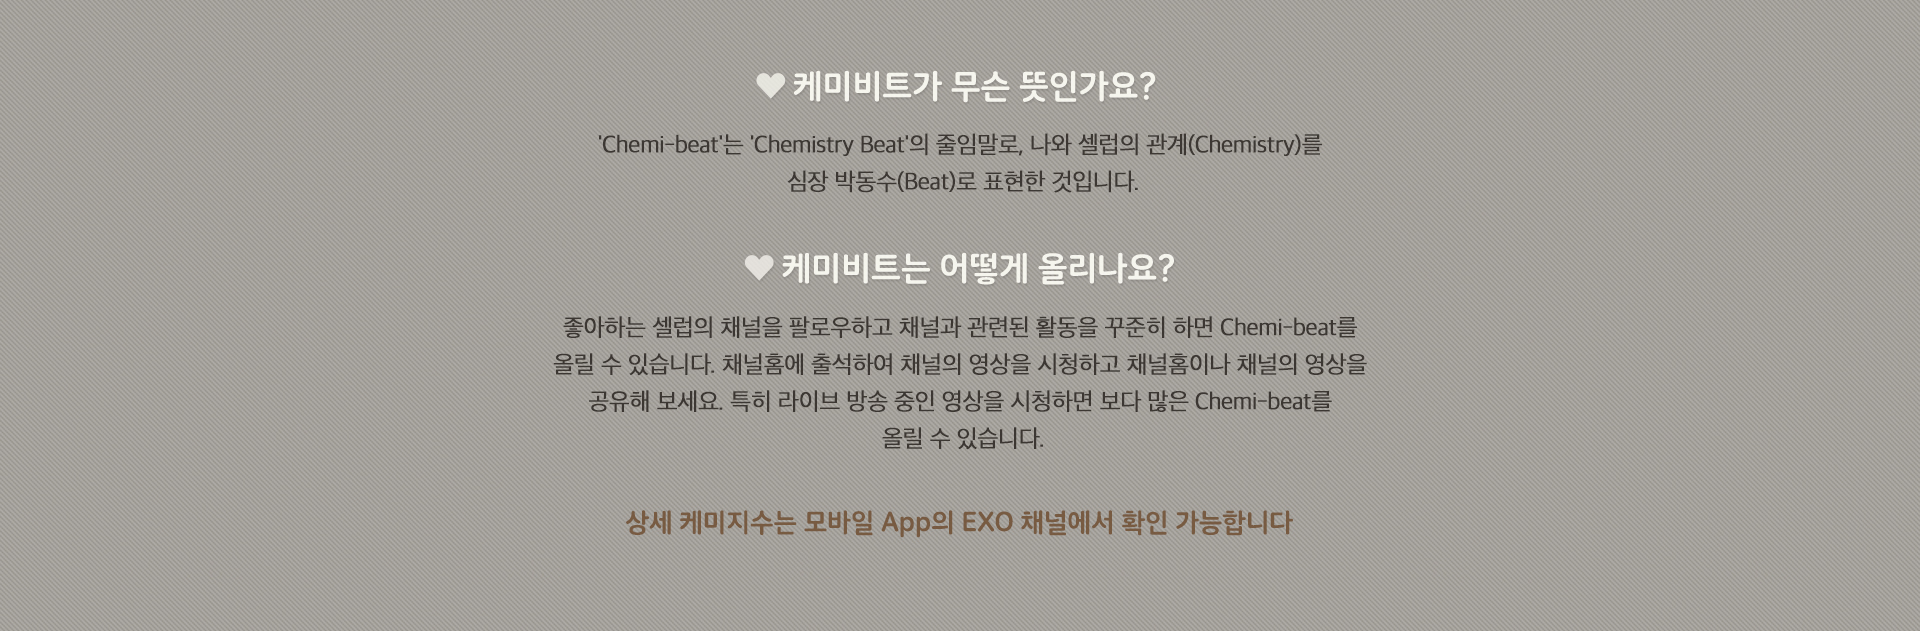 ♥ 케미비트가 무슨 뜻인가요?
'Chemi-beat'는 'Chemistry Beat'의 줄임말로, 나와 셀럽의 관계(Chemistry)를
심장 박동수(Beat)로 표현한 것입니다.
♥ 케미비트는 어떻게 올리나요?
좋아하는 셀럽의 채널을 팔로우하고 채널과 관련된 활동을 꾸준히 하면 Chemi-beat를
올릴 수 있습니다. 채널홈에 출석하여 채널의 영상을 시청하고 채널홈이나 채널의 영상을
공유해 보세요. 특히 라이브 방송 중인 영상을 시청하면 보다 많은 Chemi-beat를
올릴 수 있습니다.
상세 케미지수는 모바일 App의 EXO 채널에서 확인 가능합니다